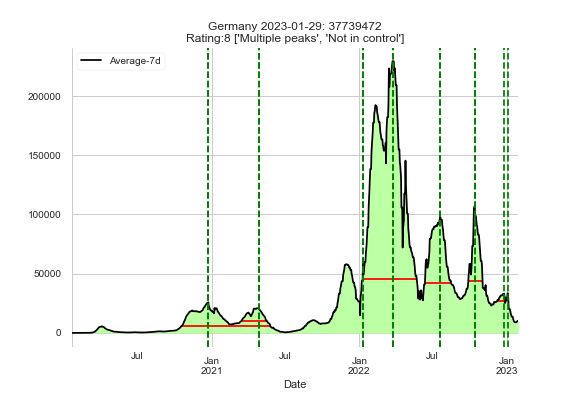 Germany 2023-01-29: 37739472
Rating:8 ['Multiple peaks', 'Not in control']
Average-7d
200000
150000
100000
50000
0
Jul
Jan
2021
Jul
Jan
2022
Jul
Jan
2023
Date